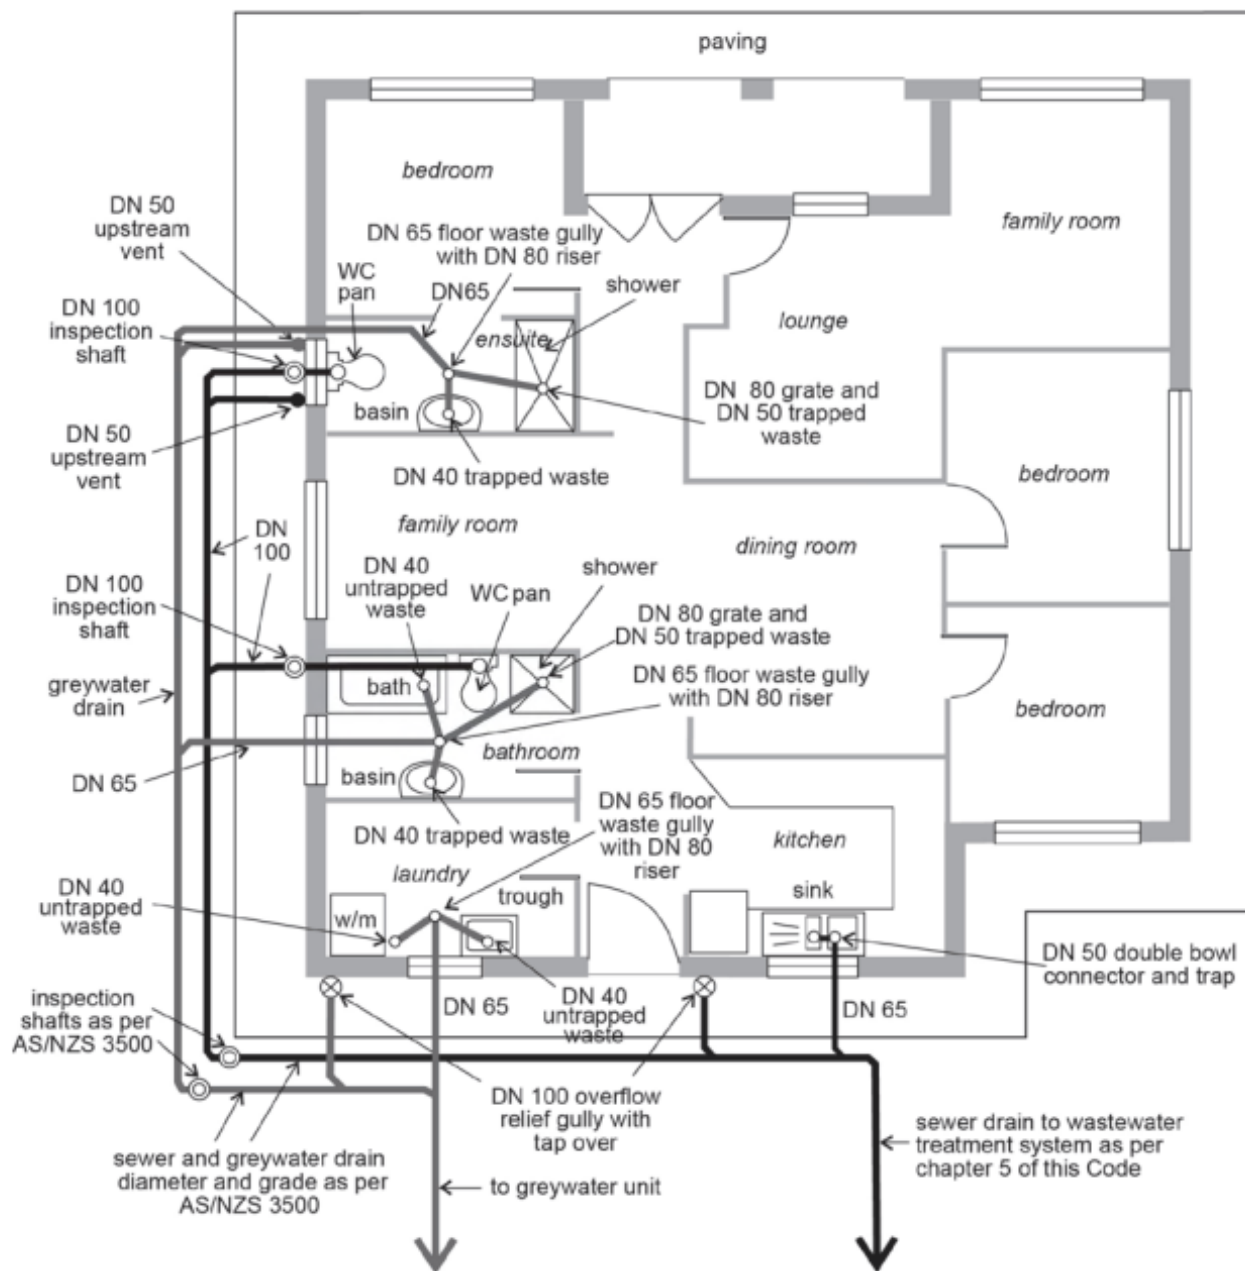 paving
bedroom
family room
DN 50
upstream
vent
DN 65 floor waste gully
with DN 80 riser
WC
pan
DN65
shower
DN 100
inspection
shaft
ensuite
lounge
basin
DN 80 grate and
DN 50 trapped
waste
DN 50
upstream
vent
DN 40 trapped waste
bedroom
family room
dining room
DN
100
DN 40
untrapped
waste
shower
WC pan
DN 100
inspection
shaft
DN 80 grate and
DN 50 trapped waste
DN 65 floor waste gully
with DN 80 riser
greywater
drain
bath
bedroom
bathroom
DN 65
basin
DN 40 trapped waste
DN 65 floor
waste gully
with DN 80
riser
kitchen
laundry
trough
sink
DN 40
untrapped
waste
w/m
DN 50 double bowl
connector and trap
DN 65
DN 40
untrapped
waste
DN 65
inspection
shafts as per
AS/NZS 3500
DN 100 overflow
relief gully with
tap over
sewer drain to wastewater
treatment system as per
chapter 5 of this Code
sewer and greywater drain
diameter and grade as per
AS/NZS 3500
to greywater unit